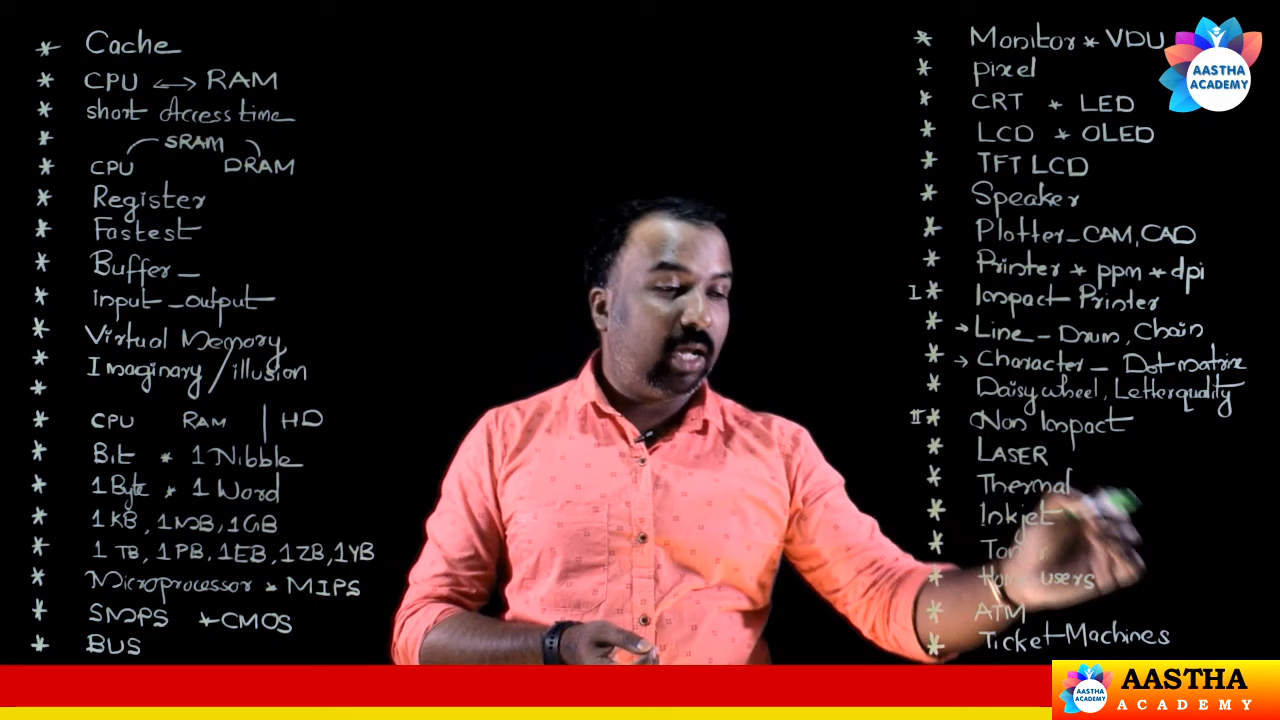 * Cache
* CPU <-> RAM
* short Access time
* SRAM
* CPU DRAM
* Register
* Fastest
* Buffer -
* input - output
* Virtual Memory
* Imaginary / illusion
*
* CPU RAM | HD
* Bit * 1 Nibble
* 1 Byte * 1 Word
* 1 KB, 1 MB, 1 GB
* 1 TB, 1 PB, 1 EB, 1 ZB, 1 YB
* Microprocessor * MIPS
* SMPS * CMOS
* BUS
* Monitor * VDU
* pixel
* CRT * LED
* LCD * OLED
* TFT LCD
* Speaker
* Plotter - CAM, CAD
* Printer * ppm * dpi
I * Impact Printer
* → Line - Drum, Chain
* → Character - Dot matrix
* Daisy wheel, Letter quality
II * Non Impact
* LASER
* Thermal
* Inkjet
* Toner
* Home users
* ATM
* Ticket Machines
AASTHA
ACADEMY
AASTHA
ACADEMY
AASTHA
ACADEMY